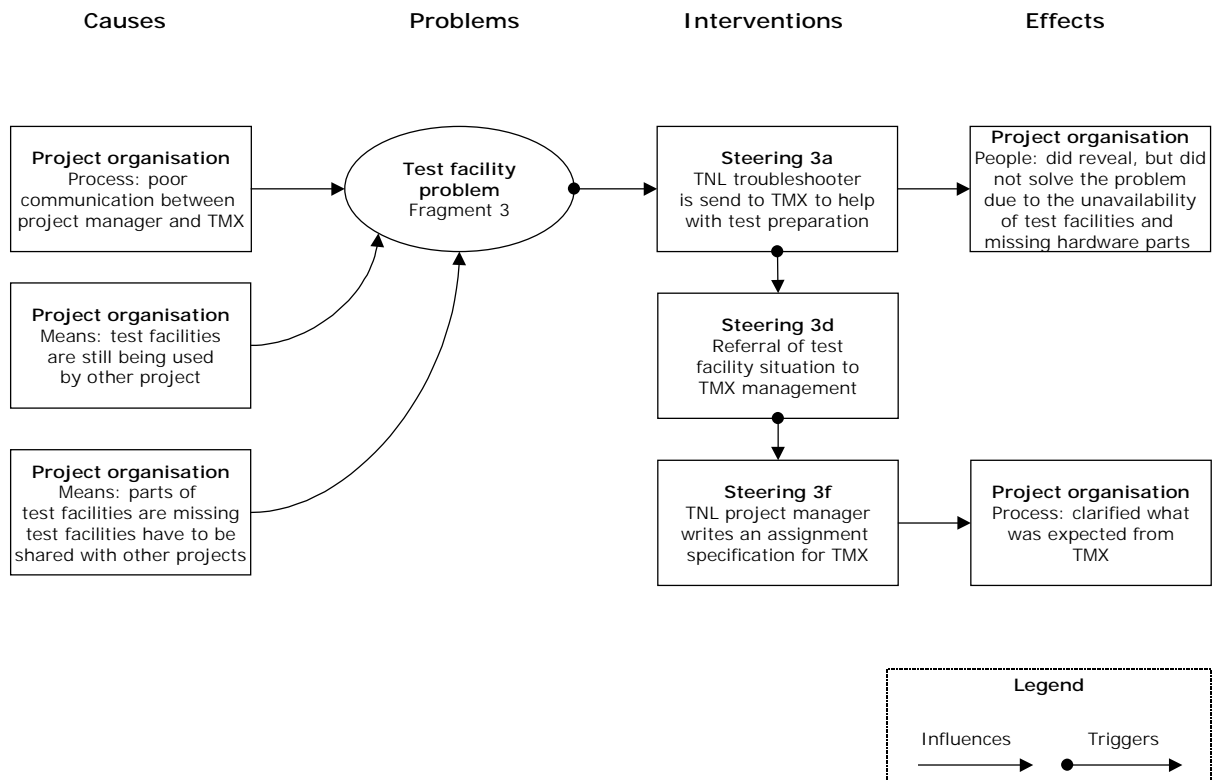 Causes
Problems
Interventions
Effects
Project organisation
Process: poor
communication between
project manager and TMX
Project organisation
Means: test facilities
are still being used
by other project
Project organisation
Means: parts of
test facilities are missing
test facilities have to be
shared with other projects
Test facility
problem
Fragment 3
Steering 3a
TNL troubleshooter
is send to TMX to help
with test preparation
Steering 3d
Referral of test
facility situation to
TMX management
Steering 3f
TNL project manager
writes an assignment
specification for TMX
Project organisation
People: did reveal, but did
not solve the problem
due to the unavailability
of test facilities and
missing hardware parts
Project organisation
Process: clarified what
was expected from
TMX
Legend
Influences
Triggers